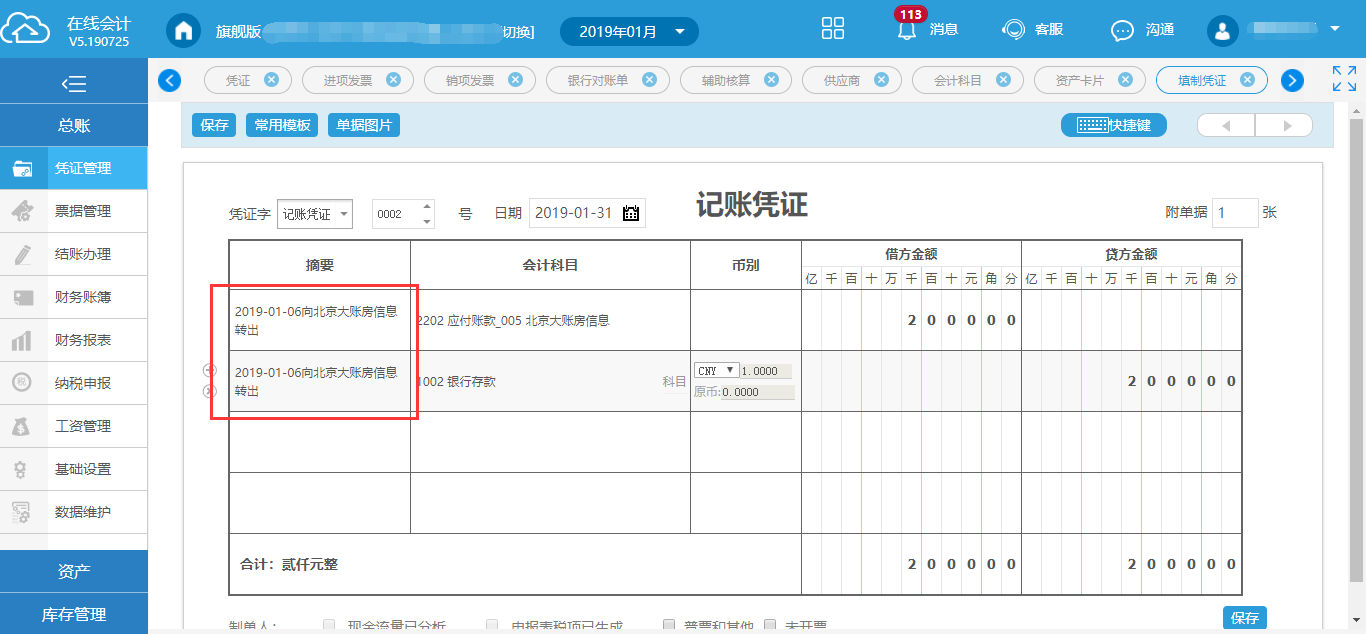 在线会计
V5.190725
旗舰版
切换]
2019年01月
113
消息
客服
沟通
总账
凭证管理
票据管理
结账办理
财务账簿
财务报表
纳税申报
工资管理
基础设置
数据维护
资产
库存管理
凭证
进项发票
销项发票
银行对账单
辅助核算
供应商
会计科目
资产卡片
填制凭证
保存
常用模板
单据图片
快捷键
记账凭证
凭证字 记账凭证 0002 号 日期 2019-01-31
附单据 1 张
摘要 会计科目 币别 借方金额 贷方金额
亿 千 百 十 万 千 百 十 元 角 分 亿 千 百 十 万 千 百 十 元 角 分
2019-01-06向北京大账房信息
转出
2202 应付账款_005 北京大账房信息
2 0 0 0 0 0
2019-01-06向北京大账房信息
转出
1002 银行存款 科目
CNY 1.0000
原币:0.0000
2 0 0 0 0 0
合计：贰仟元整 2 0 0 0 0 0 2 0 0 0 0 0
保存
制单人： 现金流量已分析 申报表税项已生成 普票和其他 未开票